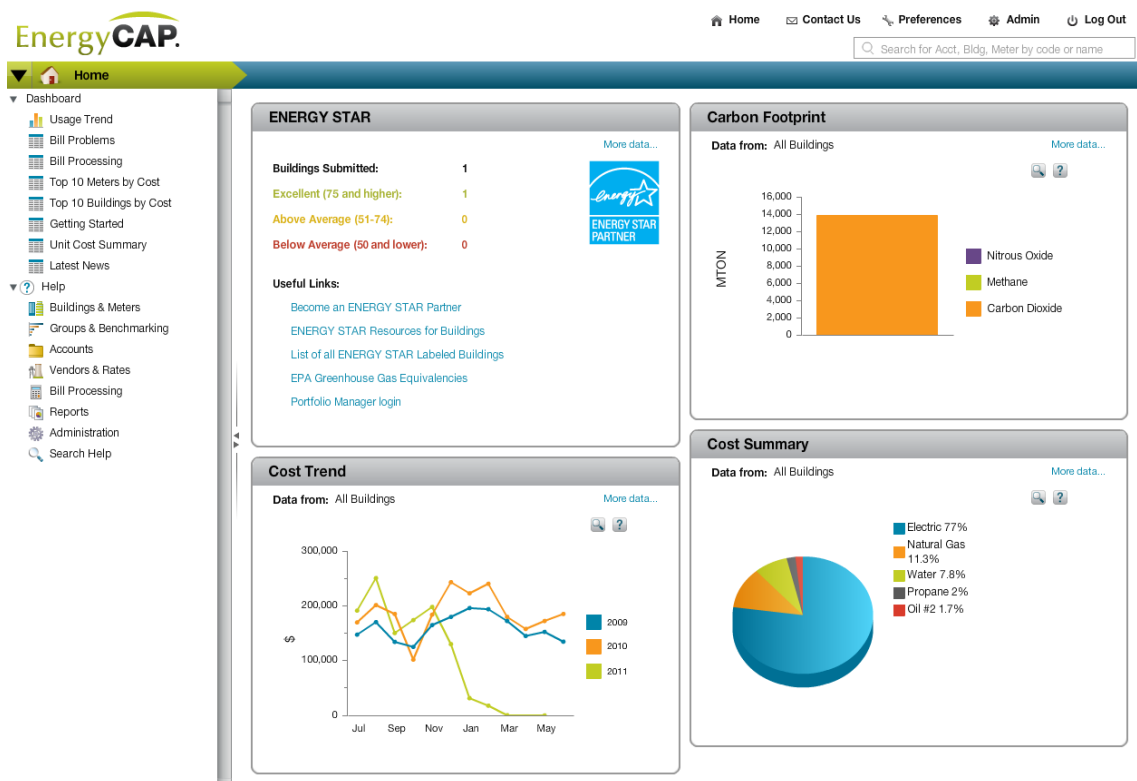 EnergyCAP.
Home
Contact Us
Preferences
Admin
Log Out
Search for Acct, Bldg, Meter by code or name
Home
Dashboard
Usage Trend
Bill Problems
Bill Processing
Top 10 Meters by Cost
Top 10 Buildings by Cost
Getting Started
Unit Cost Summary
Latest News
Help
Buildings & Meters
Groups & Benchmarking
Accounts
Vendors & Rates
Bill Processing
Reports
Administration
Search Help
ENERGY STAR
More data...
Buildings Submitted: 1
Excellent (75 and higher): 1
Above Average (51-74): 0
Below Average (50 and lower): 0
energy
ENERGY STAR
PARTNER
Useful Links:
Become an ENERGY STAR Partner
ENERGY STAR Resources for Buildings
List of all ENERGY STAR Labeled Buildings
EPA Greenhouse Gas Equivalencies
Portfolio Manager login
Carbon Footprint
Data from: All Buildings
More data...
?
MTON
16,000
14,000
12,000
10,000
8,000
6,000
4,000
2,000
0
Nitrous Oxide
Methane
Carbon Dioxide
Cost Trend
Data from: All Buildings
More data...
?
$
300,000
200,000
100,000
0
Jul Sep Nov Jan Mar May
2009
2010
2011
Cost Summary
Data from: All Buildings
More data...
?
Electric 77%
Natural Gas
11.3%
Water 7.8%
Propane 2%
Oil #2 1.7%